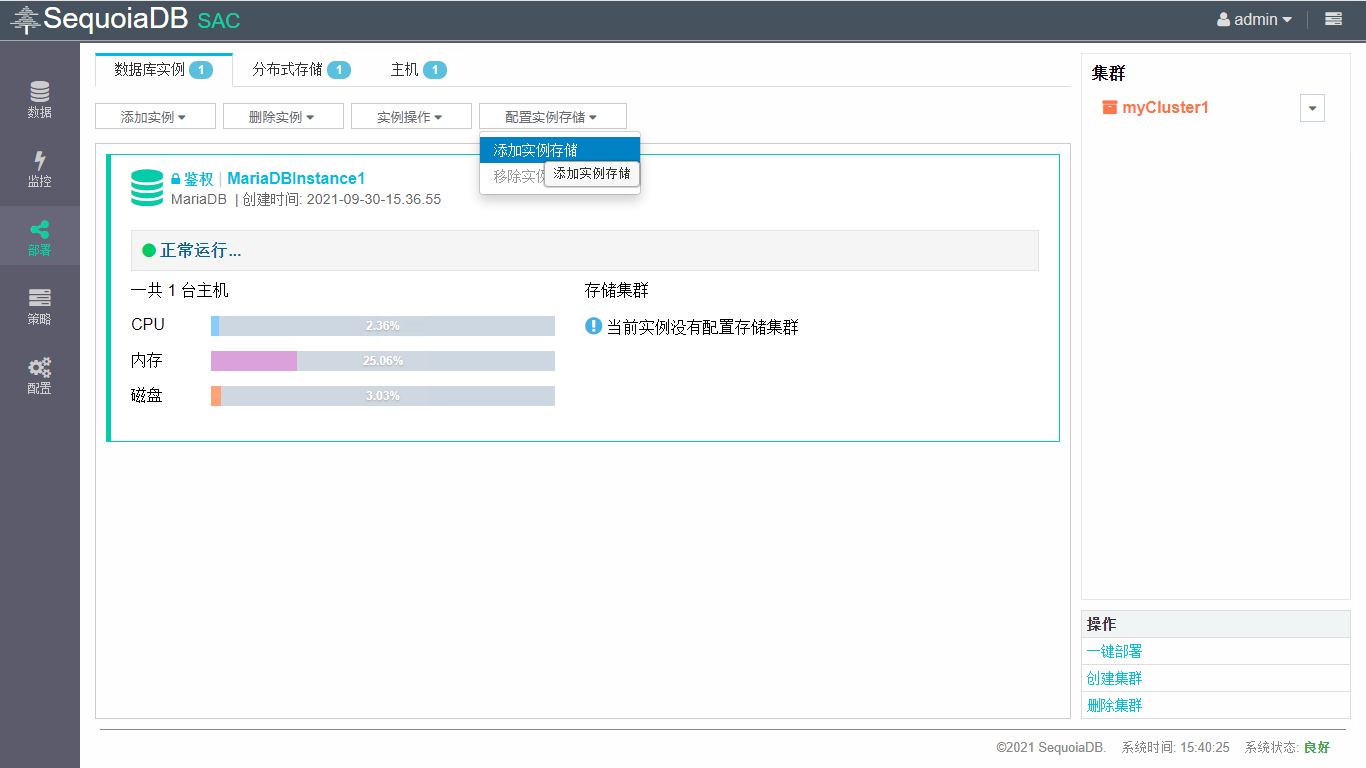 SequoiaDB SAC
admin
数据
监控
部署
策略
配置
数据库实例 1
分布式存储 1
主机 1
添加实例
删除实例
实例操作
配置实例存储
添加实例存储
移除实
添加实例存储
鉴权 | MariaDBInstance1
MariaDB | 创建时间: 2021-09-30-15.36.55
正常运行...
一共 1 台主机
CPU 2.36%
内存 25.06%
磁盘 3.03%
存储集群
当前实例没有配置存储集群
集群
myCluster1
操作
一键部署
创建集群
删除集群
©2021 SequoiaDB. 系统时间: 15:40:25 系统状态: 良好